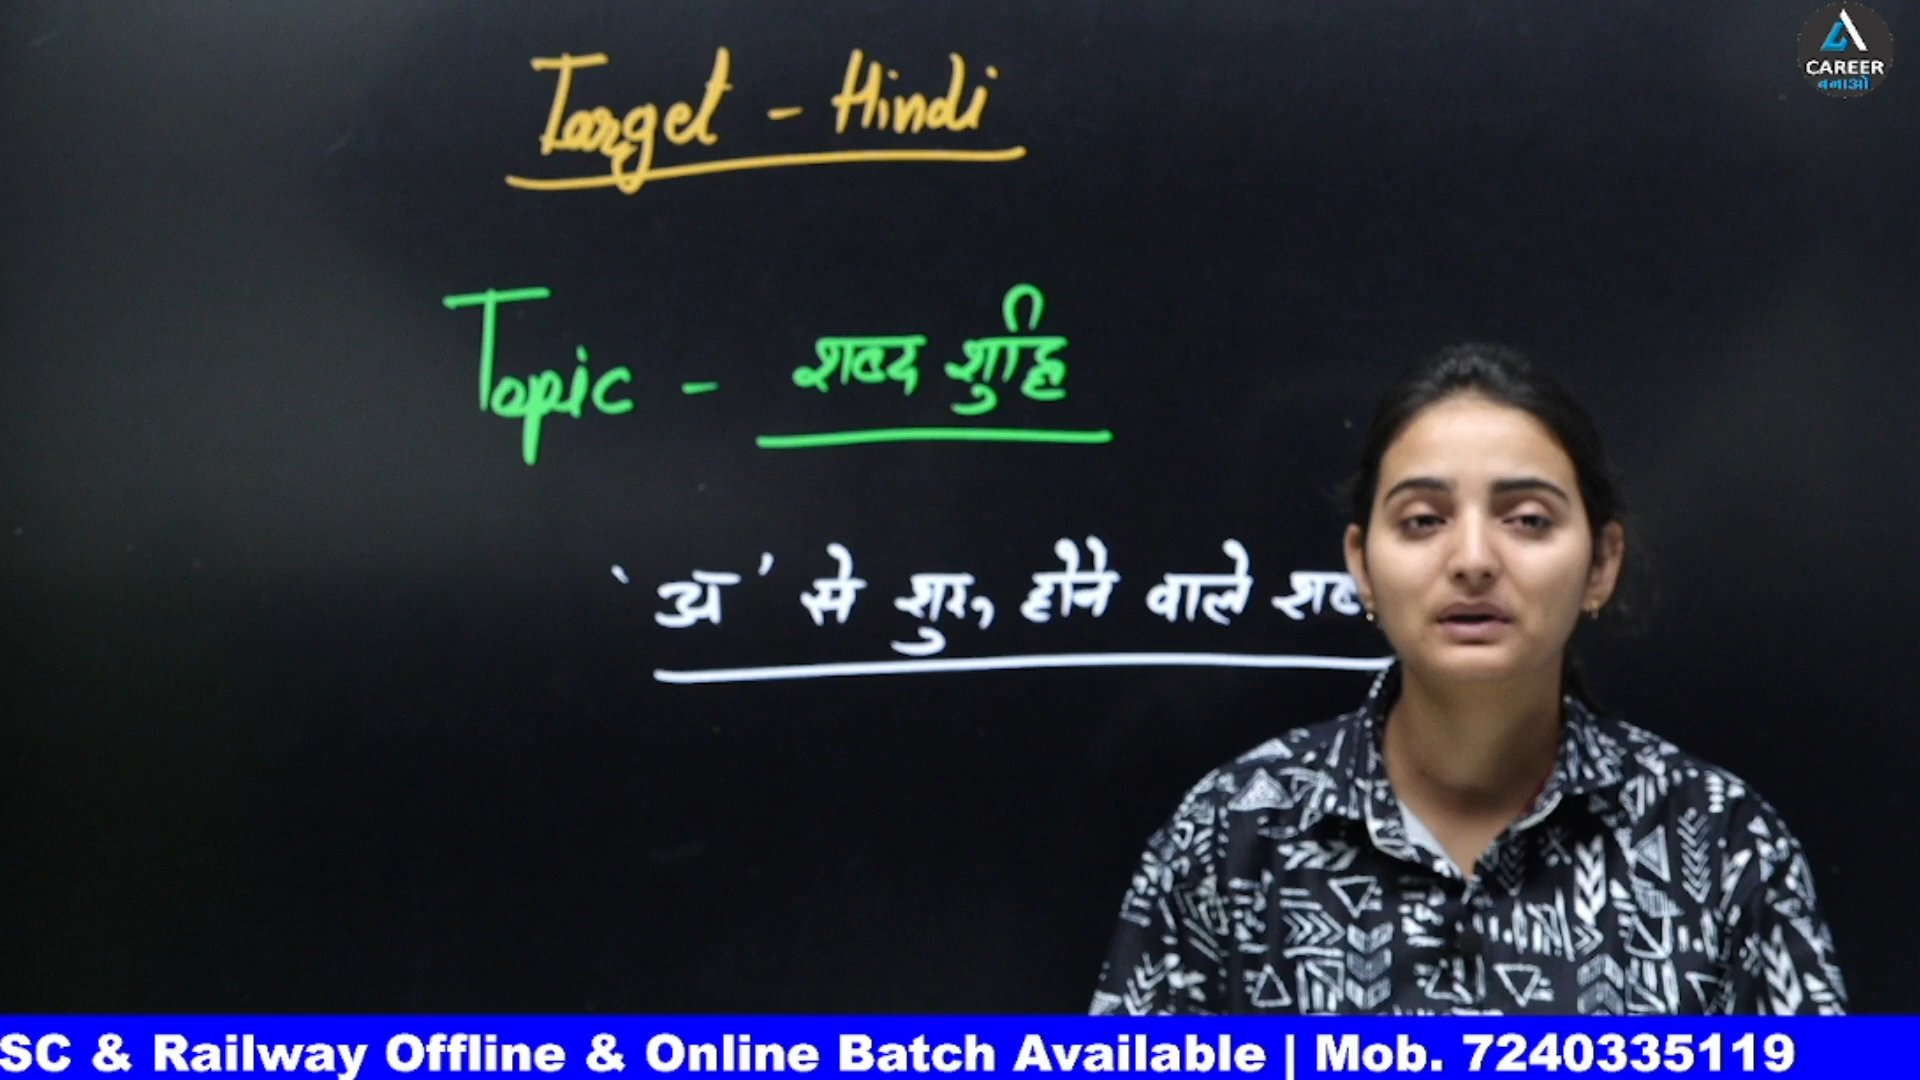 Target - Hindi
CAREER
बनाओ
Topic - शब्द शुद्धि
'अ' से शुरू होने वाले
SC & Railway Offline & Online Batch Available | Mob. 7240335119